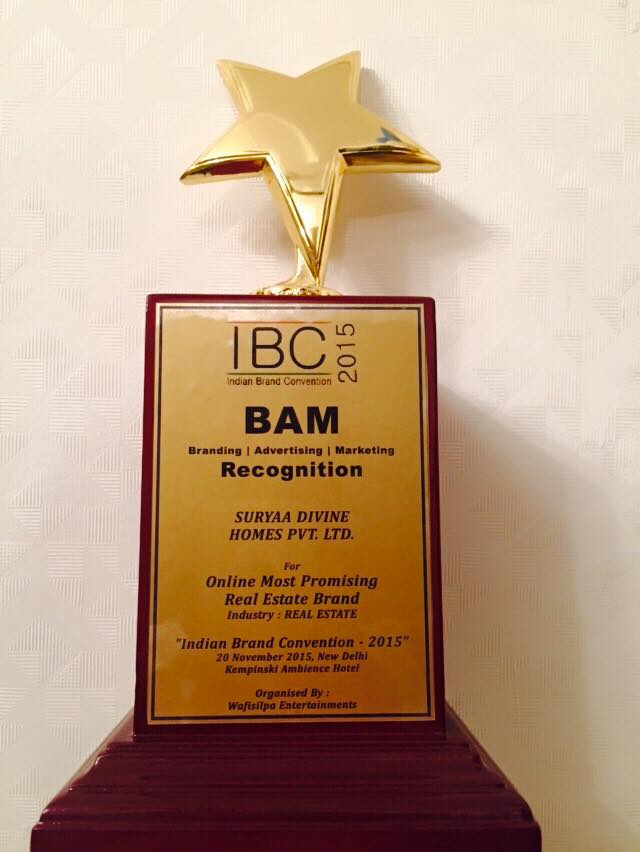 IBC 2015
Indian Brand Convention
BAM
Branding | Advertising | Marketing
Recognition
SURYAA DIVINE
HOMES PVT. LTD.
For
Online Most Promising
Real Estate Brand
Industry : REAL ESTATE
"Indian Brand Convention - 2015"
20 November 2015, New Delhi
Kempinski Ambience Hotel
Organised By :
Wafisilpa Entertainments